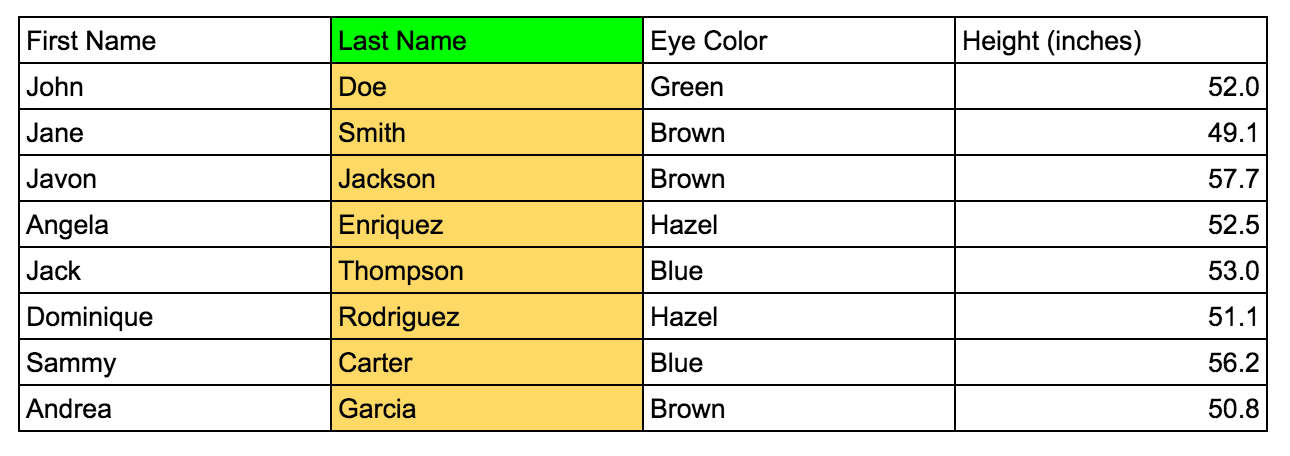 First Name Last Name Eye Color Height (inches)
John Doe Green 52.0
Jane Smith Brown 49.1
Javon Jackson Brown 57.7
Angela Enriquez Hazel 52.5
Jack Thompson Blue 53.0
Dominique Rodriguez Hazel 51.1
Sammy Carter Blue 56.2
Andrea Garcia Brown 50.8